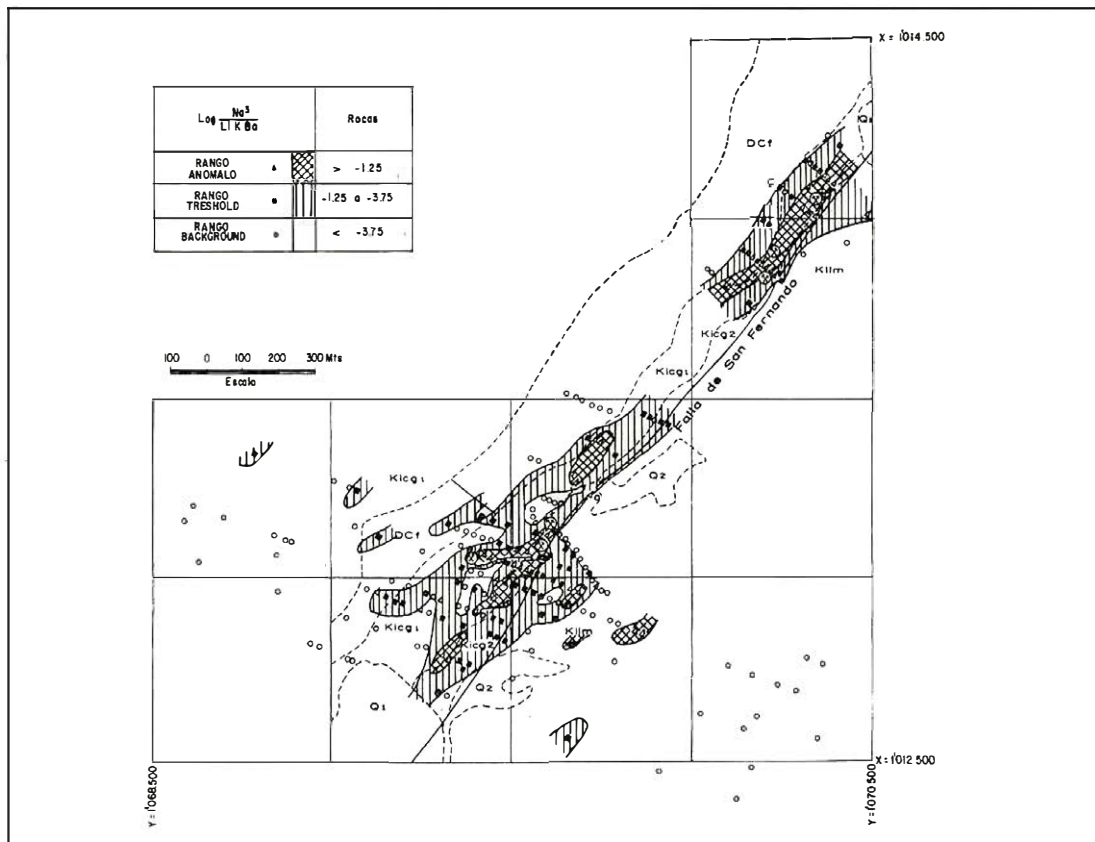 X = 1'014.500
Log Na³ / LI K Ba
Rocas
RANGO ANOMALO
> -1.25
RANGO TRESHOLD
-1.25 a -3.75
RANGO BACKGROUND
< -3.75
DCf
KIIm
Kicg2
Falla de San Fernando
Kicg1
100 0 100 200 300 Mts
Escala
Q2
Kicg1
DCf
Kicg1
Kicg2
KIIm
Q1
Q2
X = 1'012 500
Y = 1'068.500
Y = 1'070.500